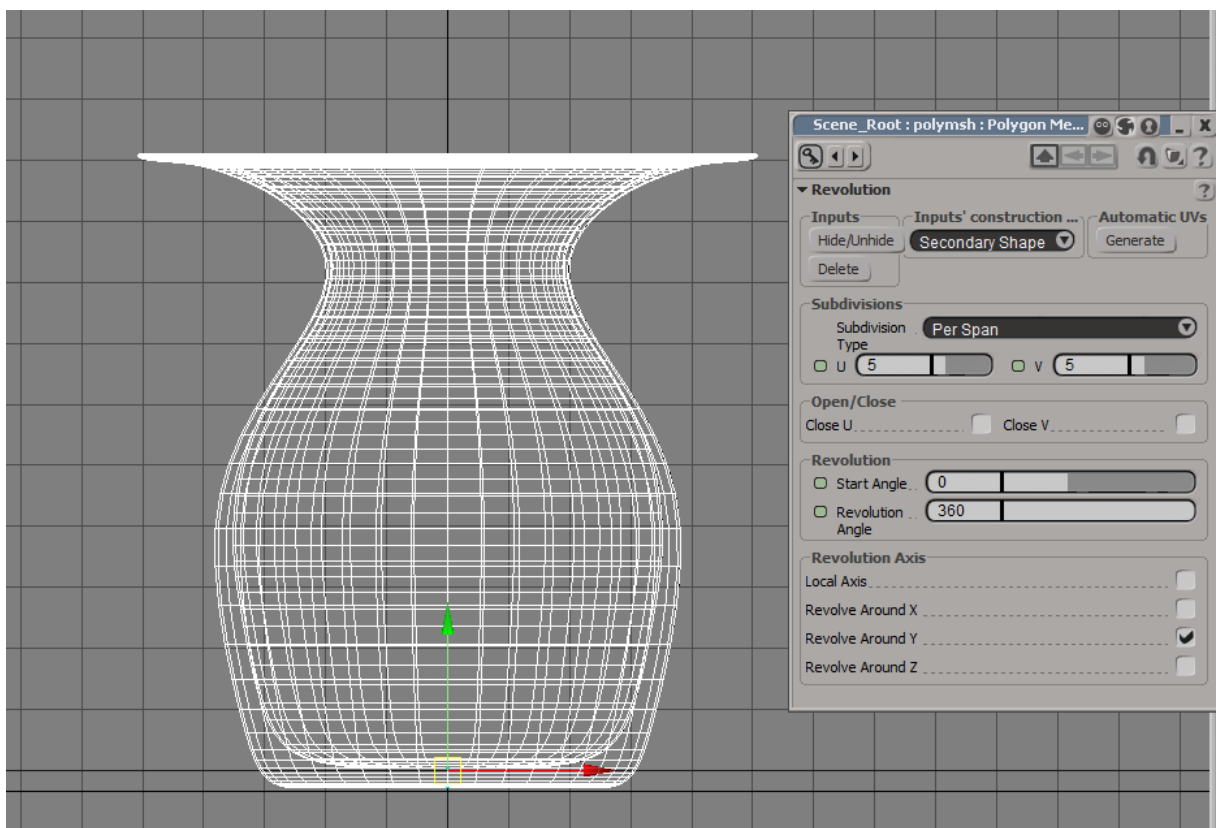 Scene_Root : polymsh : Polygon Me...
Revolution
Inputs
Inputs' construction ...
Automatic UVs
Hide/Unhide
Secondary Shape
Generate
Delete
Subdivisions
Subdivision Type
Per Span
U 5
V 5
Open/Close
Close U
Close V
Revolution
Start Angle
0
Revolution Angle
360
Revolution Axis
Local Axis
Revolve Around X
Revolve Around Y
Revolve Around Z